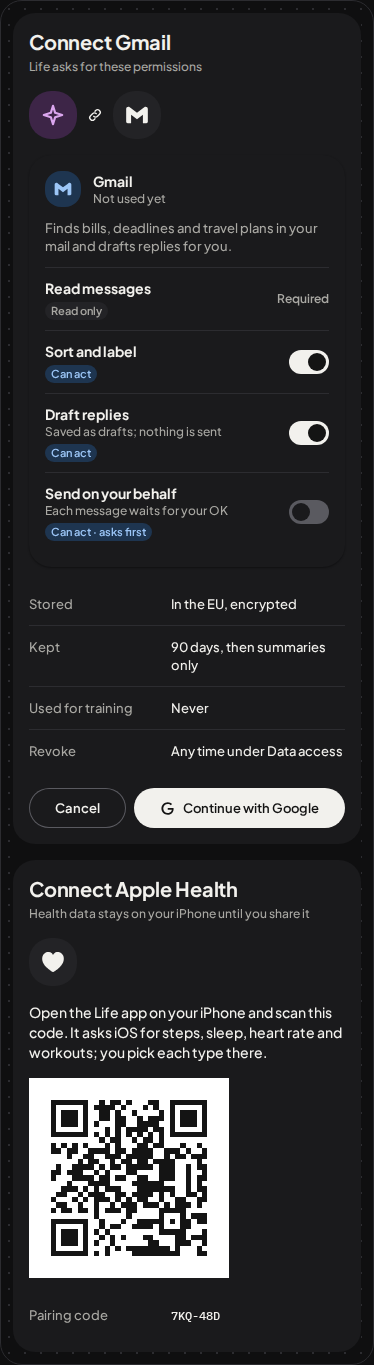 Connect Gmail
Life asks for these permissions
Gmail
Not used yet
Finds bills, deadlines and travel plans in your
mail and drafts replies for you.
Read messages
Read only
Required
Sort and label
Can act
Draft replies
Saved as drafts; nothing is sent
Can act
Send on your behalf
Each message waits for your OK
Can act · asks first
Stored
In the EU, encrypted
Kept
90 days, then summaries
only
Used for training
Never
Revoke
Any time under Data access
Cancel
Continue with Google
Connect Apple Health
Health data stays on your iPhone until you share it
Open the Life app on your iPhone and scan this
code. It asks iOS for steps, sleep, heart rate and
workouts; you pick each type there.
Pairing code
7KQ-48D